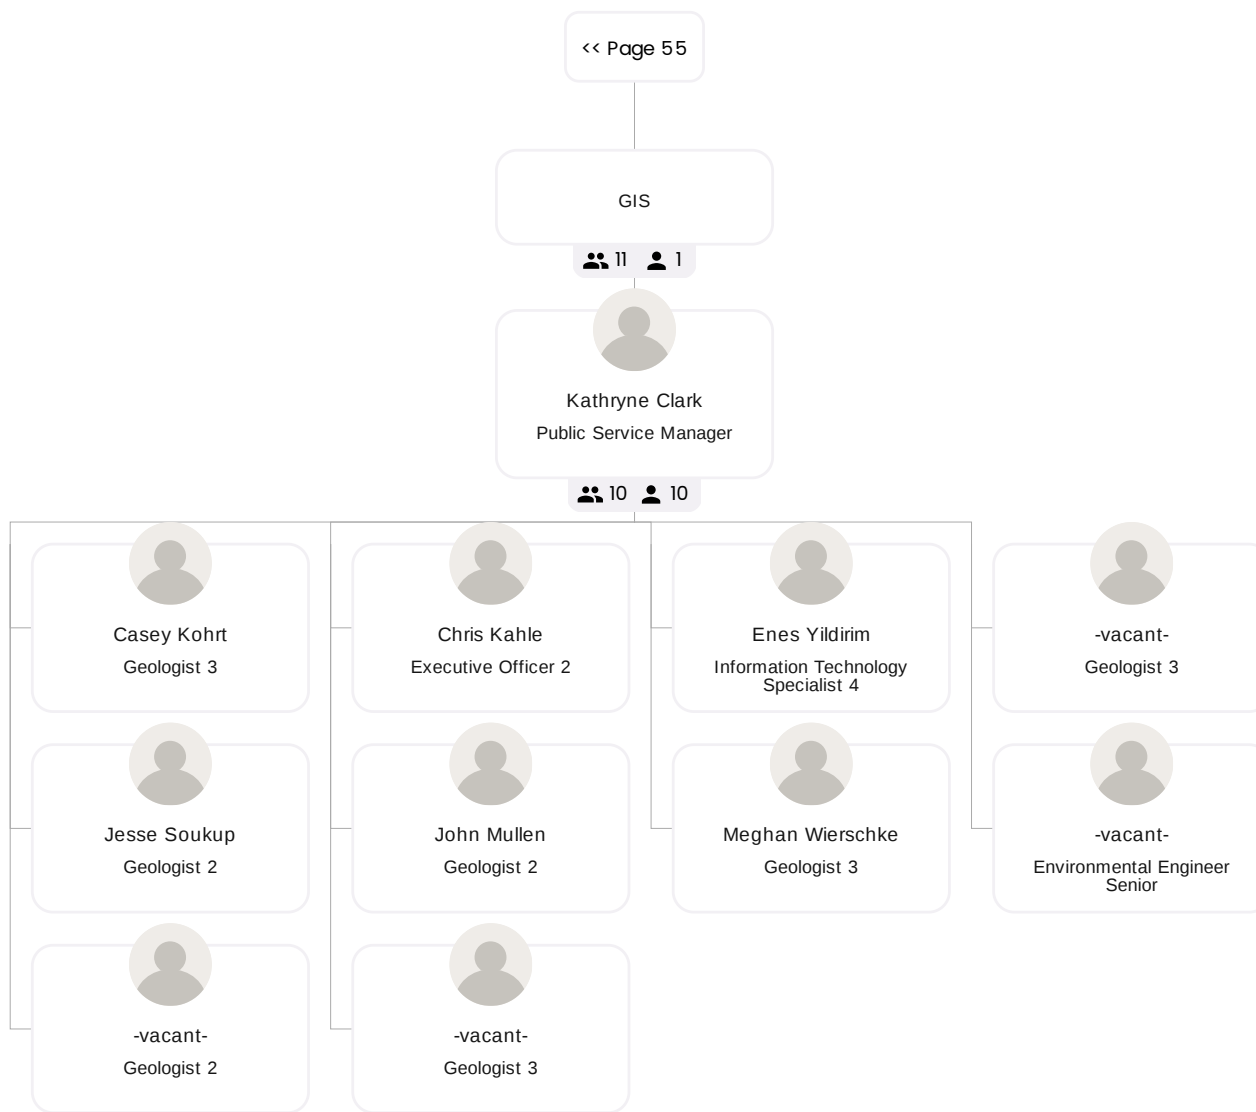 << Page 55
GIS
11 1
Kathryne Clark
Public Service Manager
10 10
Casey Kohrt
Geologist 3
Chris Kahle
Executive Officer 2
Enes Yildirim
Information Technology
Specialist 4
-vacant-
Geologist 3
Jesse Soukup
Geologist 2
John Mullen
Geologist 2
Meghan Wierschke
Geologist 3
-vacant-
Environmental Engineer
Senior
-vacant-
Geologist 2
-vacant-
Geologist 3